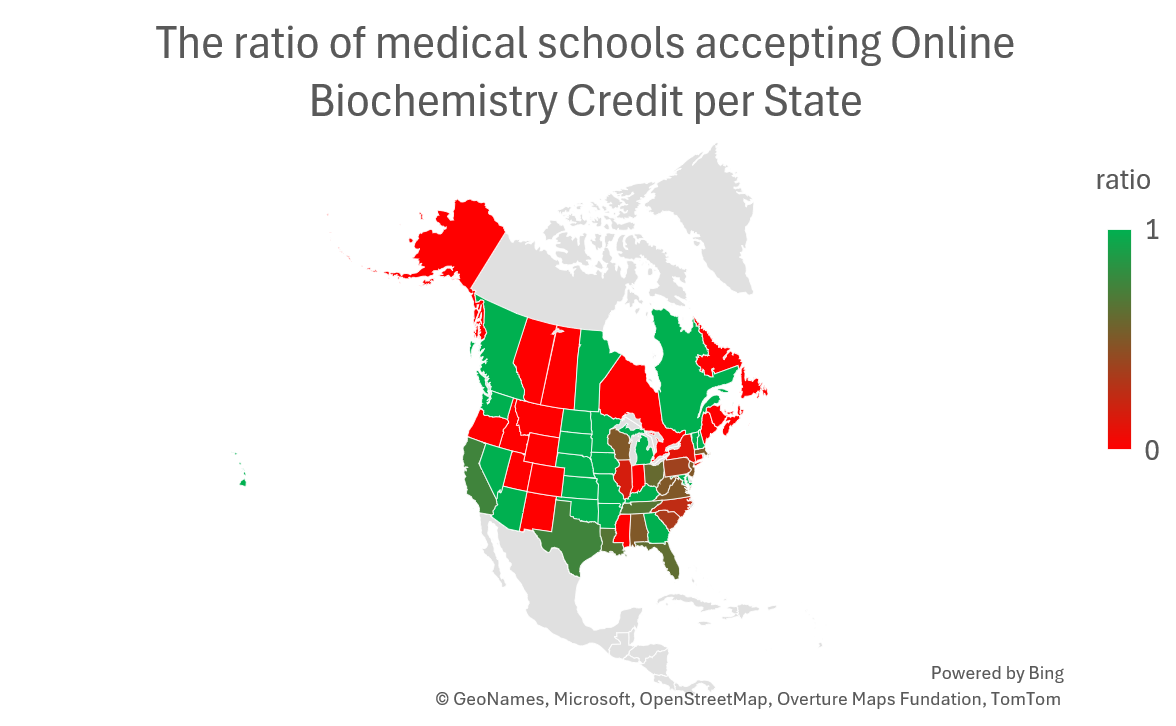 The ratio of medical schools accepting Online
Biochemistry Credit per State
ratio
1
0
Powered by Bing
© GeoNames, Microsoft, OpenStreetMap, Overture Maps Fundation, TomTom